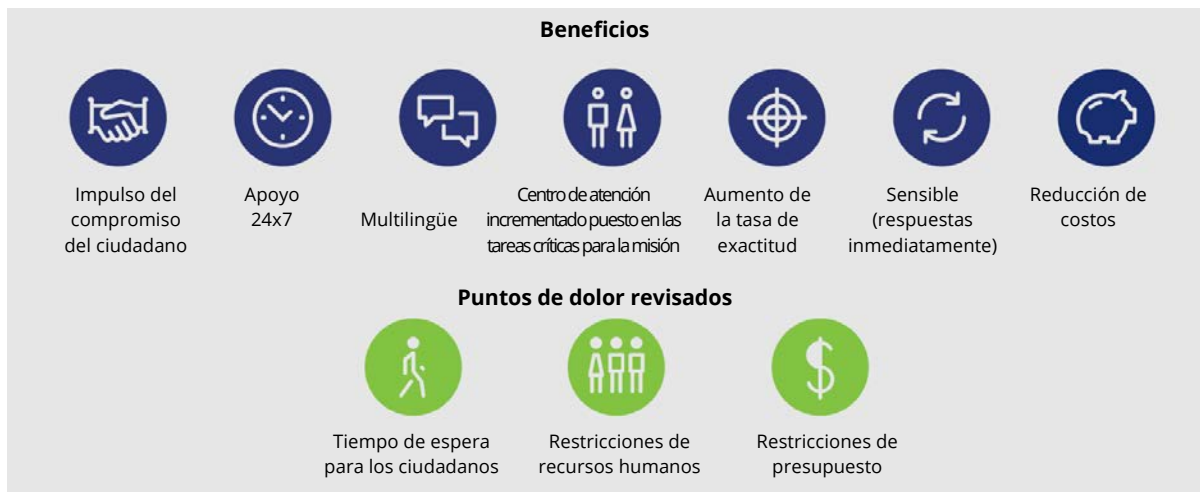 Beneficios
Impulso del
compromiso
del ciudadano
Apoyo
24x7
Multilingüe
Centro de atención
incrementado puesto en las
tareas críticas para la misión
Aumento de
la tasa de
exactitud
Sensible
(respuestas
inmediatamente)
Reducción de
costos
Puntos de dolor revisados
Tiempo de espera
para los ciudadanos
Restricciones de
recursos humanos
Restricciones de
presupuesto